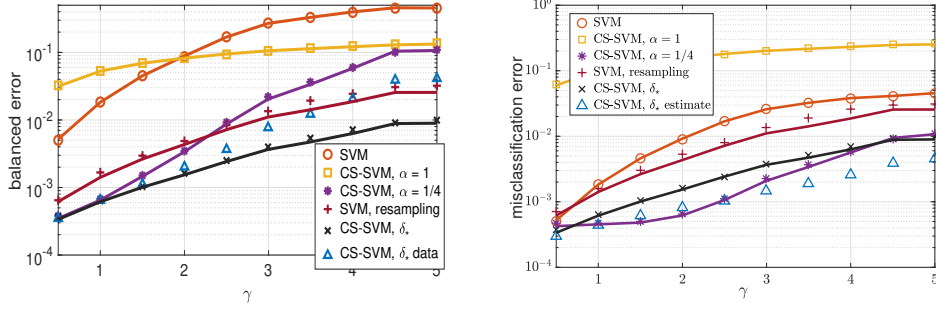 balanced error
10^-1
10^-2
10^-3
10^-4
1
2
3
4
5
γ
SVM
CS-SVM, α = 1
CS-SVM, α = 1/4
SVM, resampling
CS-SVM, δ⋆
CS-SVM, δ⋆ data
misclassification error
10^0
10^-1
10^-2
10^-3
10^-4
1
2
3
4
5
γ
SVM
CS-SVM, α = 1
CS-SVM, α = 1/4
SVM, resampling
CS-SVM, δ⋆
CS-SVM, δ⋆ estimate